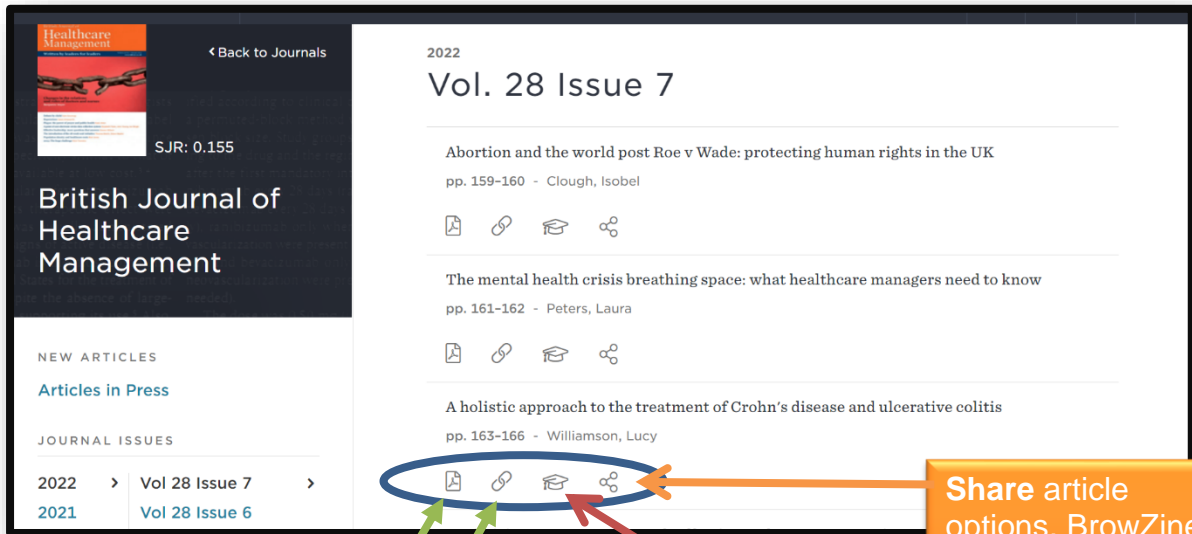 Healthcare
Management
Back to Journals
SJR: 0.155
British Journal of
Healthcare
Management
NEW ARTICLES
Articles in Press
JOURNAL ISSUES
2022
Vol 28 Issue 7
2021
Vol 28 Issue 6
2022
Vol. 28 Issue 7
Abortion and the world post Roe v Wade: protecting human rights in the UK
pp. 159-160 - Clough, Isobel
The mental health crisis breathing space: what healthcare managers need to know
pp. 161-162 - Peters, Laura
A holistic approach to the treatment of Crohn's disease and ulcerative colitis
pp. 163-166 - Williamson, Lucy
Share article
options. BrowZine